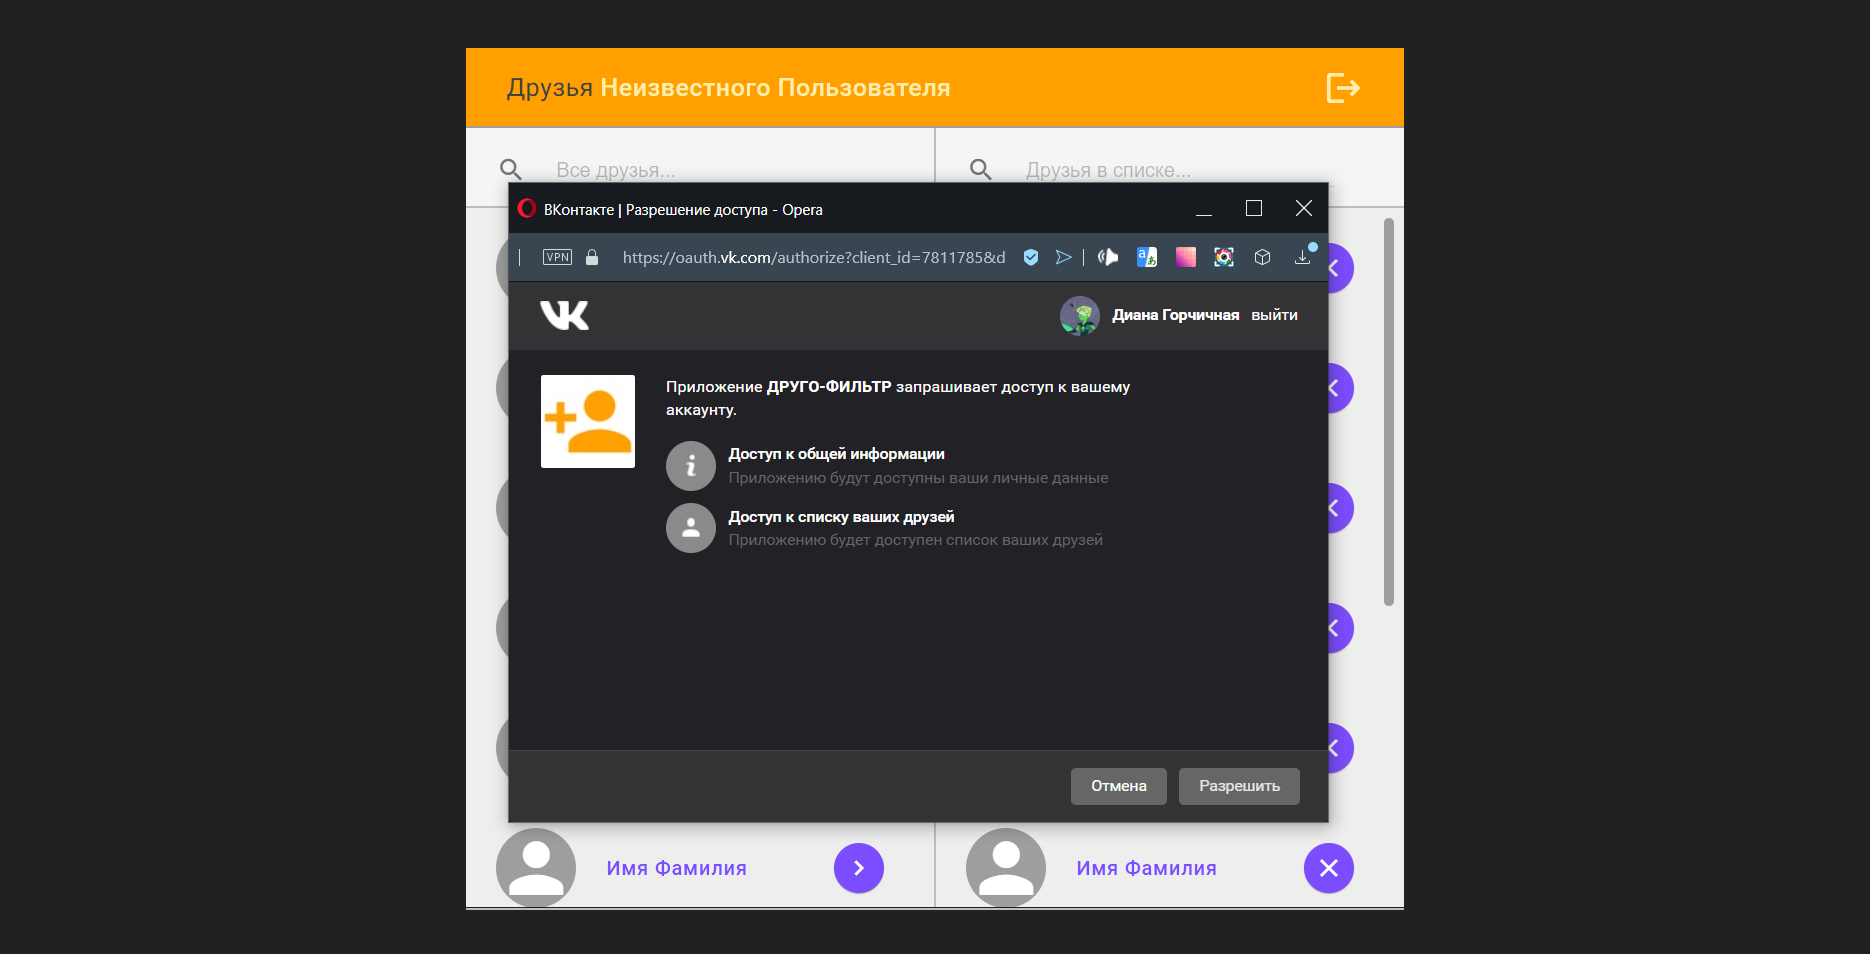 Друзья Неизвестного Пользователя
Все друзья...
Друзья в списке...
ВКонтакте | Разрешение доступа - Opera
VPN
https://oauth.vk.com/authorize?client_id=7811785&d
Диана Горчичная выйти
Приложение ДРУГО-ФИЛЬТР запрашивает доступ к вашему
аккаунту.
Доступ к общей информации
Приложению будут доступны ваши личные данные
Доступ к списку ваших друзей
Приложению будет доступен список ваших друзей
Отмена
Разрешить
Имя Фамилия
Имя Фамилия